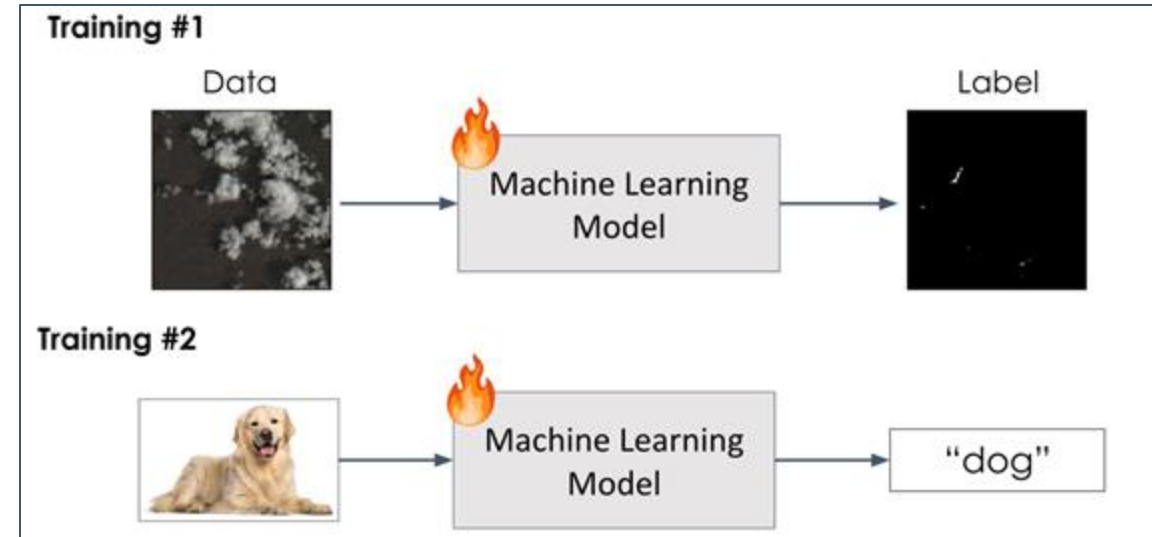 Training #1
Data
Label
Machine Learning
Model
Training #2
Machine Learning
Model
“dog”